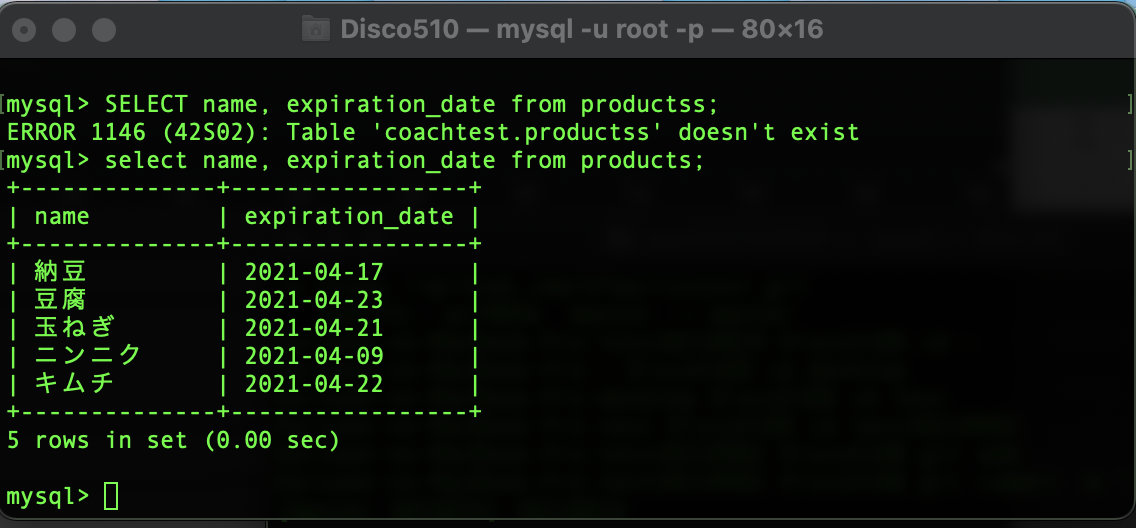 Disco510 — mysql -u root -p — 80×16
mysql> SELECT name, expiration_date from productss;
ERROR 1146 (42S02): Table 'coachtest.productss' doesn't exist
mysql> select name, expiration_date from products;
+--------------+-----------------+
| name         | expiration_date |
+--------------+-----------------+
| 納豆         | 2021-04-17      |
| 豆腐         | 2021-04-23      |
| 玉ねぎ       | 2021-04-21      |
| ニンニク     | 2021-04-09      |
| キムチ       | 2021-04-22      |
+--------------+-----------------+
5 rows in set (0.00 sec)
mysql>